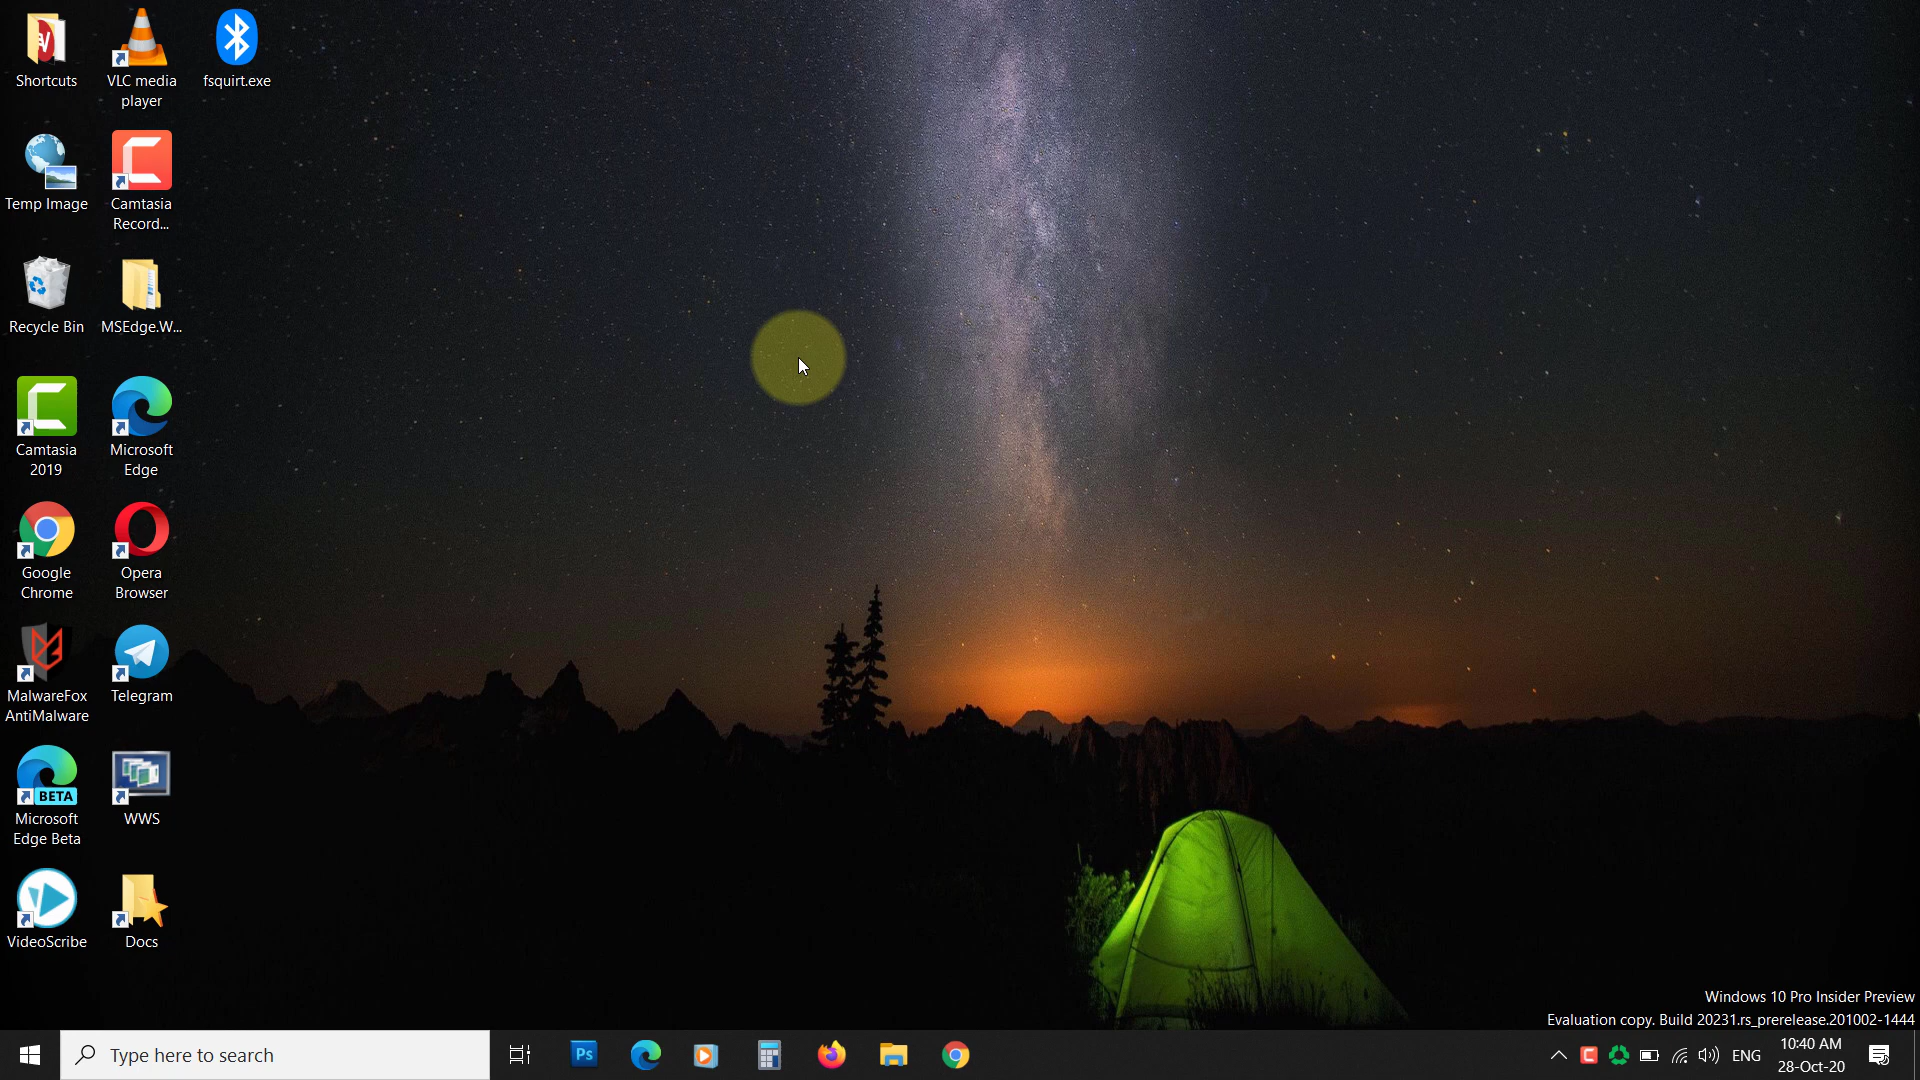 Shortcuts
VLC media
player
fsquirt.exe
Temp Image
Camtasia
Record...
Recycle Bin
MSEdge.W...
Camtasia
2019
Microsoft
Edge
Google
Chrome
Opera
Browser
MalwareFox
AntiMalware
Telegram
BETA
Microsoft
Edge Beta
WWS
VideoScribe
Docs
Windows 10 Pro Insider Preview
Evaluation copy. Build 20231.rs_prerelease.201002-1444
Type here to search
Ps
ENG
10:40 AM
28-Oct-20